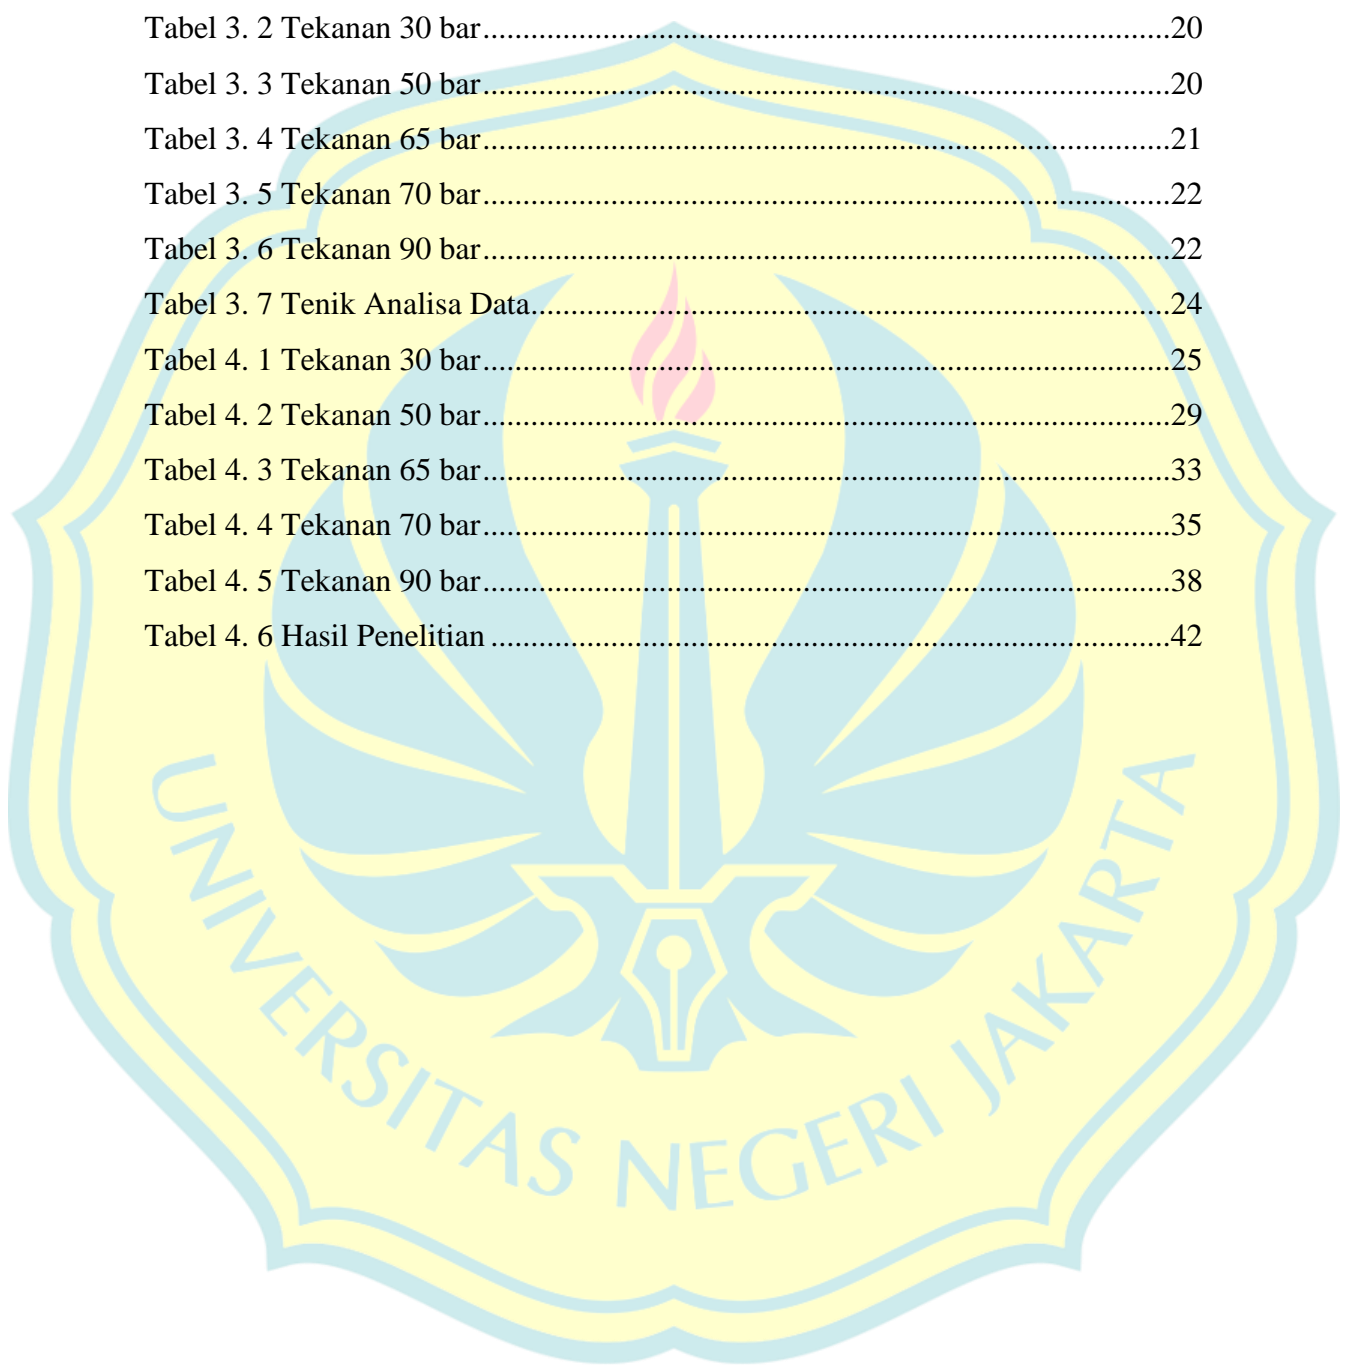 Tabel 3. 2 Tekanan 30 bar....................................................................................20
Tabel 3. 3 Tekanan 50 bar....................................................................................20
Tabel 3. 4 Tekanan 65 bar....................................................................................21
Tabel 3. 5 Tekanan 70 bar....................................................................................22
Tabel 3. 6 Tekanan 90 bar....................................................................................22
Tabel 3. 7 Tenik Analisa Data..............................................................................24
Tabel 4. 1 Tekanan 30 bar....................................................................................25
Tabel 4. 2 Tekanan 50 bar....................................................................................29
Tabel 4. 3 Tekanan 65 bar....................................................................................33
Tabel 4. 4 Tekanan 70 bar....................................................................................35
Tabel 4. 5 Tekanan 90 bar....................................................................................38
Tabel 4. 6 Hasil Penelitian ...................................................................................42
UNIVERSITAS NEGERI JAKARTA